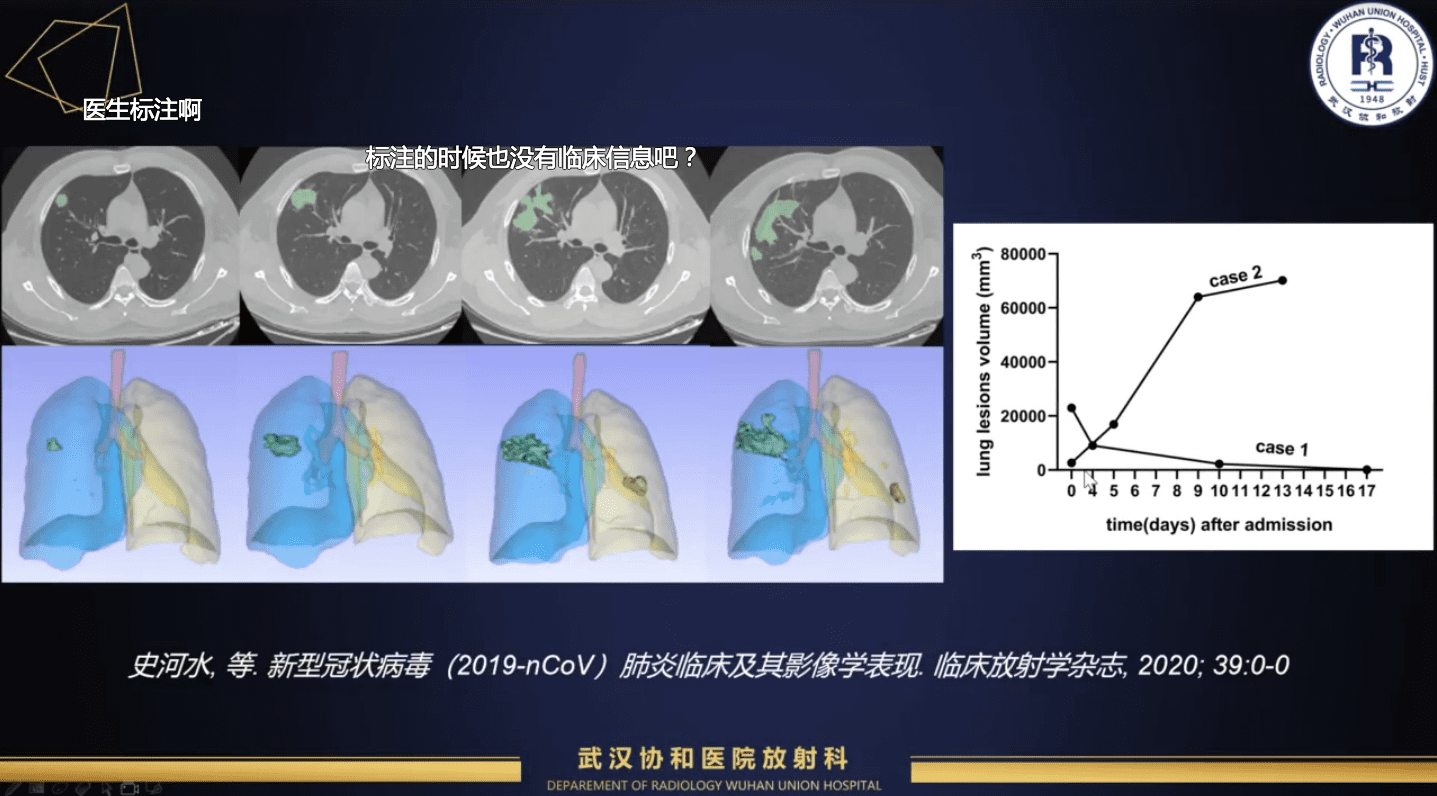 RADIOLOGY · WUHAN UNION HOSPITAL · HUST
1948
武汉协和放射
医生标注啊
标注的时候也没有临床信息吧？
lung lesions volume (mm³)
80000
60000
40000
20000
0
case 2
case 1
0 4 5 6 7 8 9 10 11 12 13 14 15 16 17
time(days) after admission
史河水, 等. 新型冠状病毒（2019-nCoV）肺炎临床及其影像学表现. 临床放射学杂志, 2020; 39:0-0
武汉协和医院放射科
DEPAREMENT OF RADIOLOGY WUHAN UNION HOSPITAL